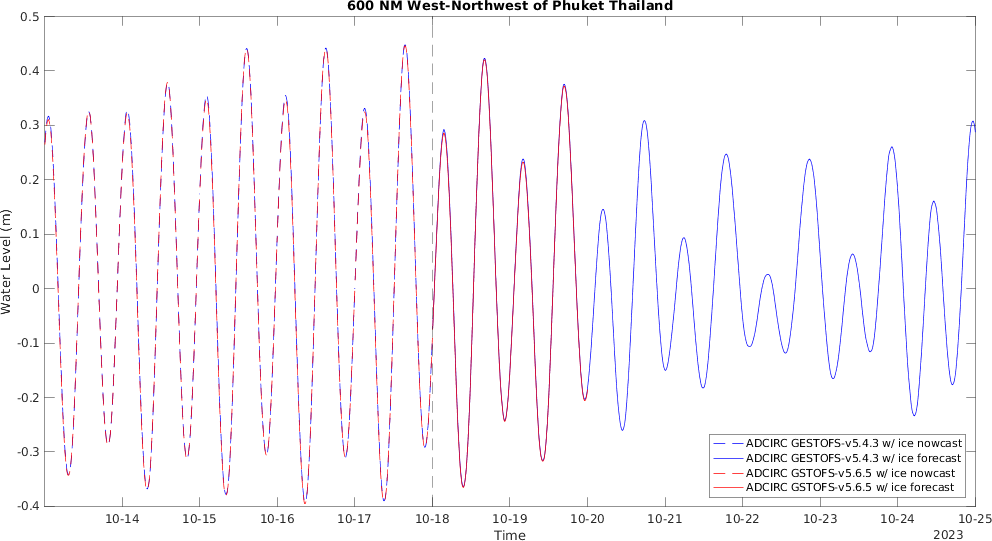 600 NM West-Northwest of Phuket Thailand
0.5
0.4
0.3
0.2
0.1
0
-0.1
-0.2
-0.3
-0.4
Water Level (m)
ADCIRC GESTOFS-v5.4.3 w/ ice nowcast
ADCIRC GESTOFS-v5.4.3 w/ ice forecast
ADCIRC GSTOFS-v5.6.5 w/ ice nowcast
ADCIRC GSTOFS-v5.6.5 w/ ice forecast
10-14 10-15 10-16 10-17 10-18 10-19 10-20 10-21 10-22 10-23 10-24 10-25
Time
2023